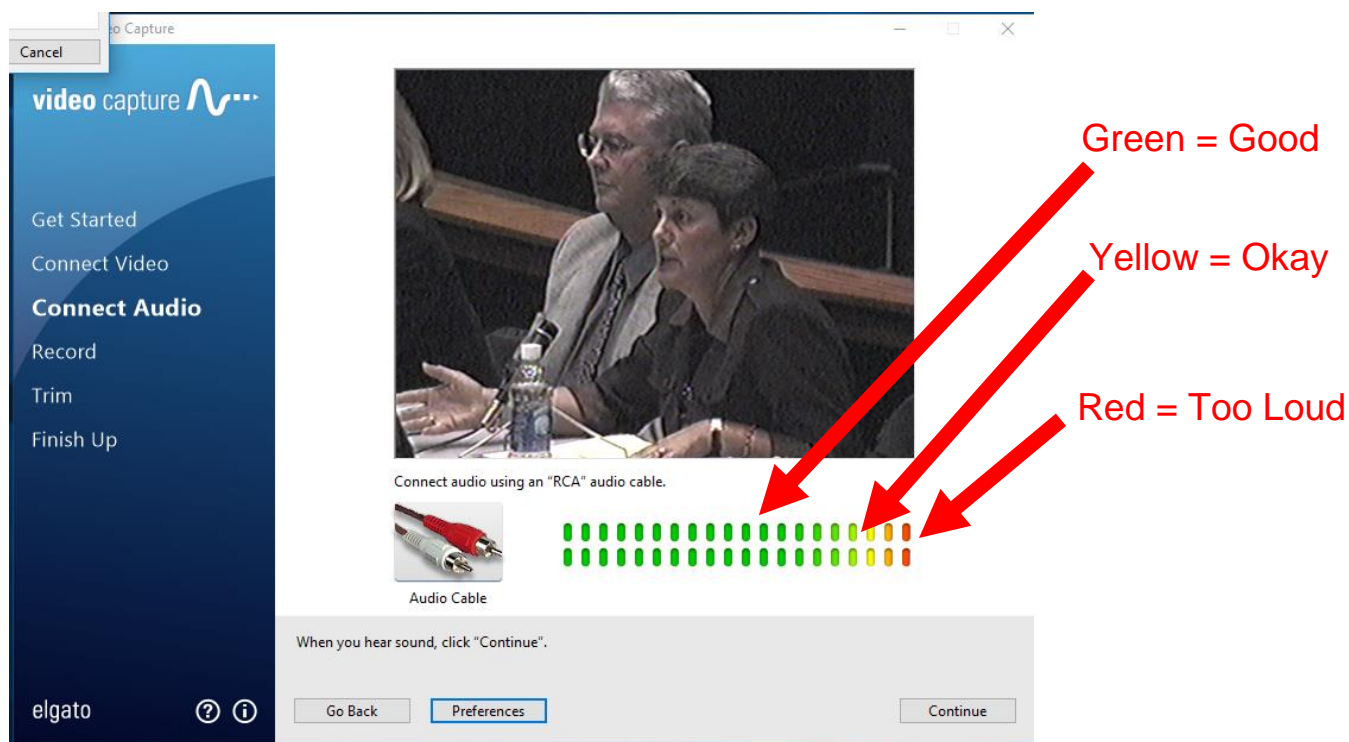 eo Capture
Cancel
video capture
Get Started
Connect Video
Connect Audio
Record
Trim
Finish Up
elgato
? i
Connect audio using an "RCA" audio cable.
Audio Cable
When you hear sound, click "Continue".
Go Back
Preferences
Continue
Green = Good
Yellow = Okay
Red = Too Loud